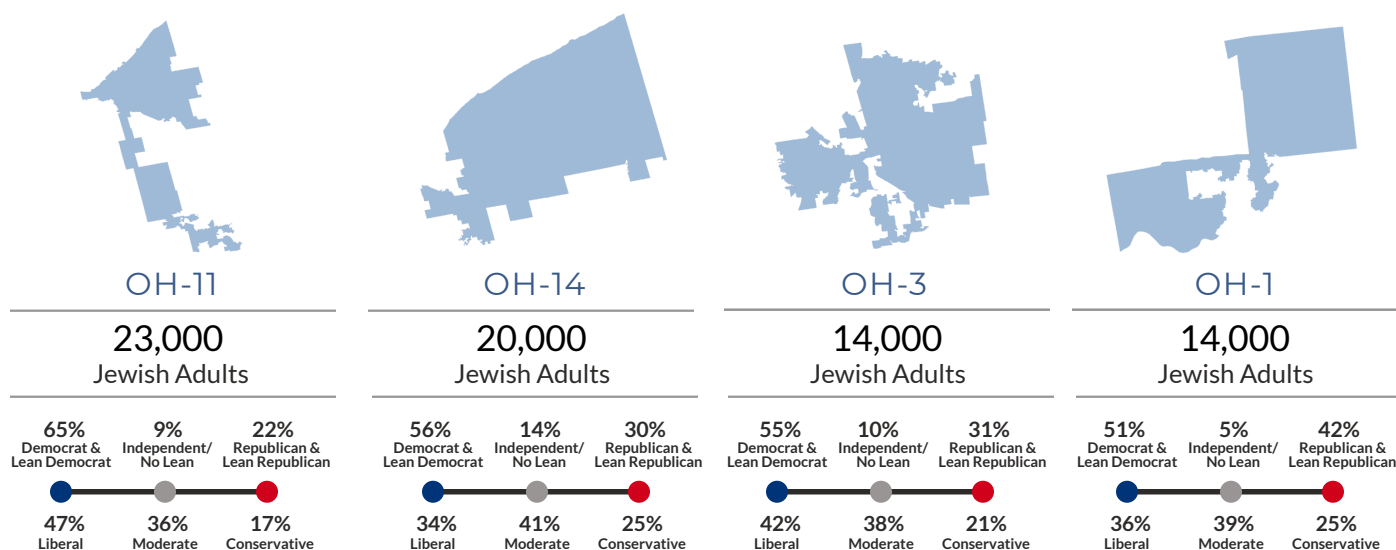 OH-11
23,000
Jewish Adults
65%
Democrat &
Lean Democrat
9%
Independent/
No Lean
22%
Republican &
Lean Republican
47%
Liberal
36%
Moderate
17%
Conservative
OH-14
20,000
Jewish Adults
56%
Democrat &
Lean Democrat
14%
Independent/
No Lean
30%
Republican &
Lean Republican
34%
Liberal
41%
Moderate
25%
Conservative
OH-3
14,000
Jewish Adults
55%
Democrat &
Lean Democrat
10%
Independent/
No Lean
31%
Republican &
Lean Republican
42%
Liberal
38%
Moderate
21%
Conservative
OH-1
14,000
Jewish Adults
51%
Democrat &
Lean Democrat
5%
Independent/
No Lean
42%
Republican &
Lean Republican
36%
Liberal
39%
Moderate
25%
Conservative